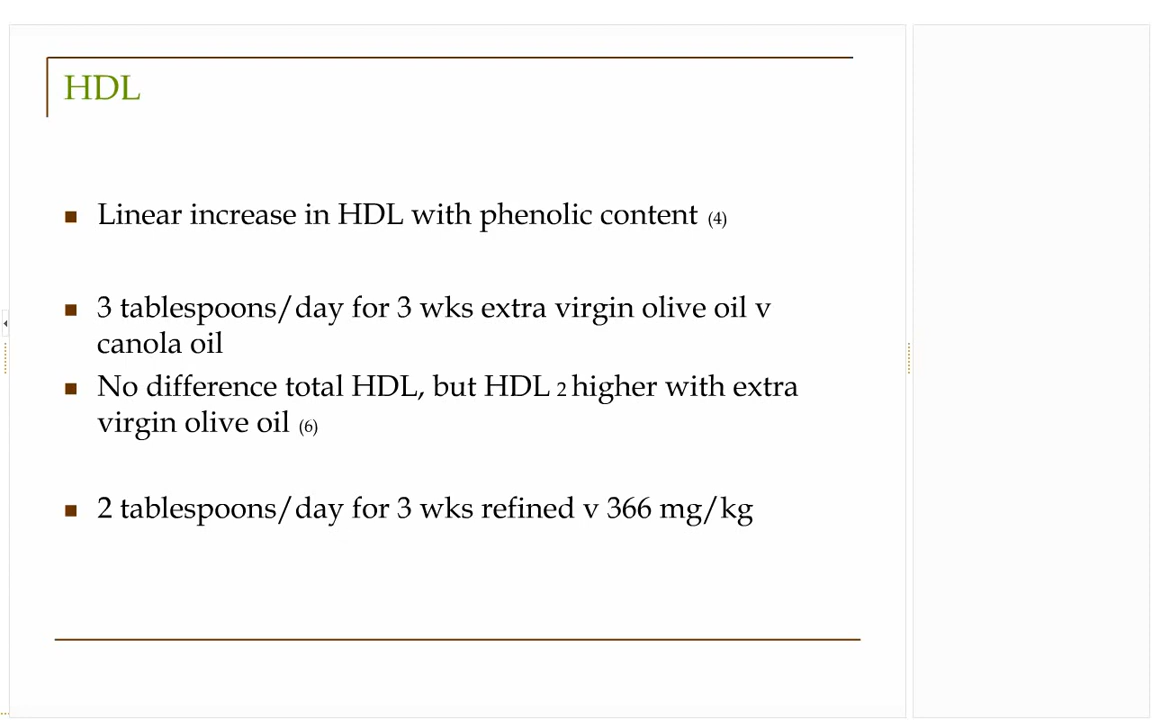 HDL
Linear increase in HDL with phenolic content (4)
3 tablespoons/day for 3 wks extra virgin olive oil v
canola oil
No difference total HDL, but HDL 2 higher with extra
virgin olive oil (6)
2 tablespoons/day for 3 wks refined v 366 mg/kg